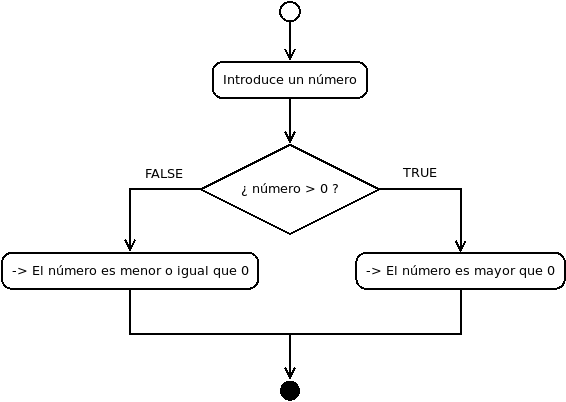 Introduce un número
¿ número > 0 ?
FALSE
TRUE
-> El número es menor o igual que 0
-> El número es mayor que 0